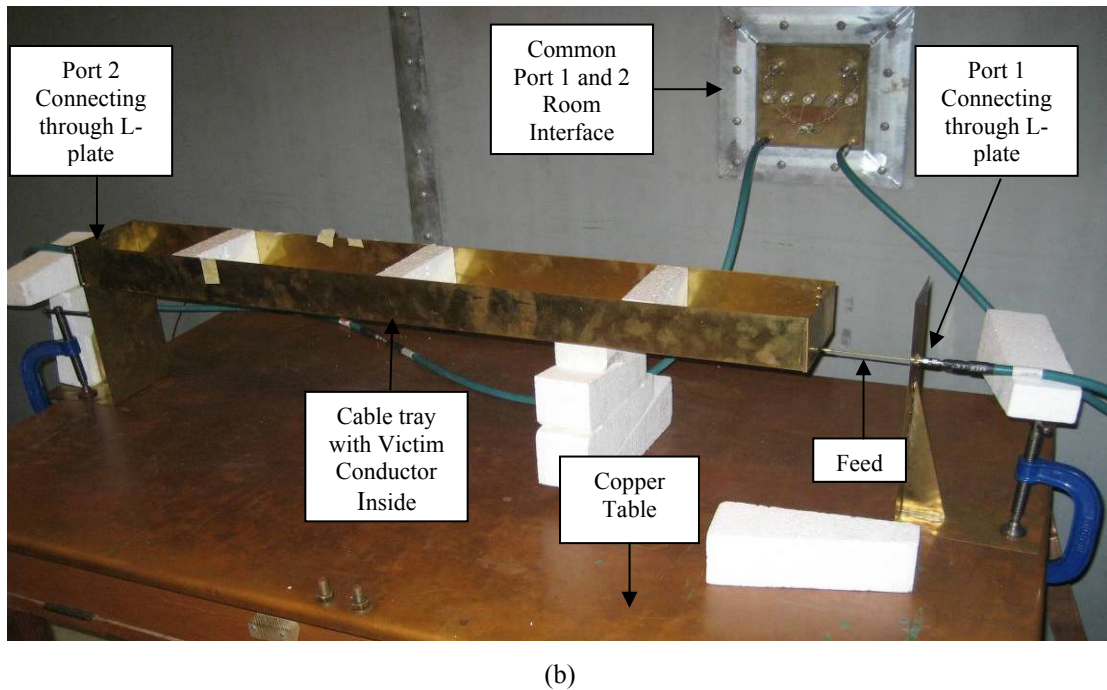 Port 2
Connecting
through L-
plate
Common
Port 1 and 2
Room
Interface
Port 1
Connecting
through L-
plate
Cable tray
with Victim
Conductor
Inside
Copper
Table
Feed
(b)